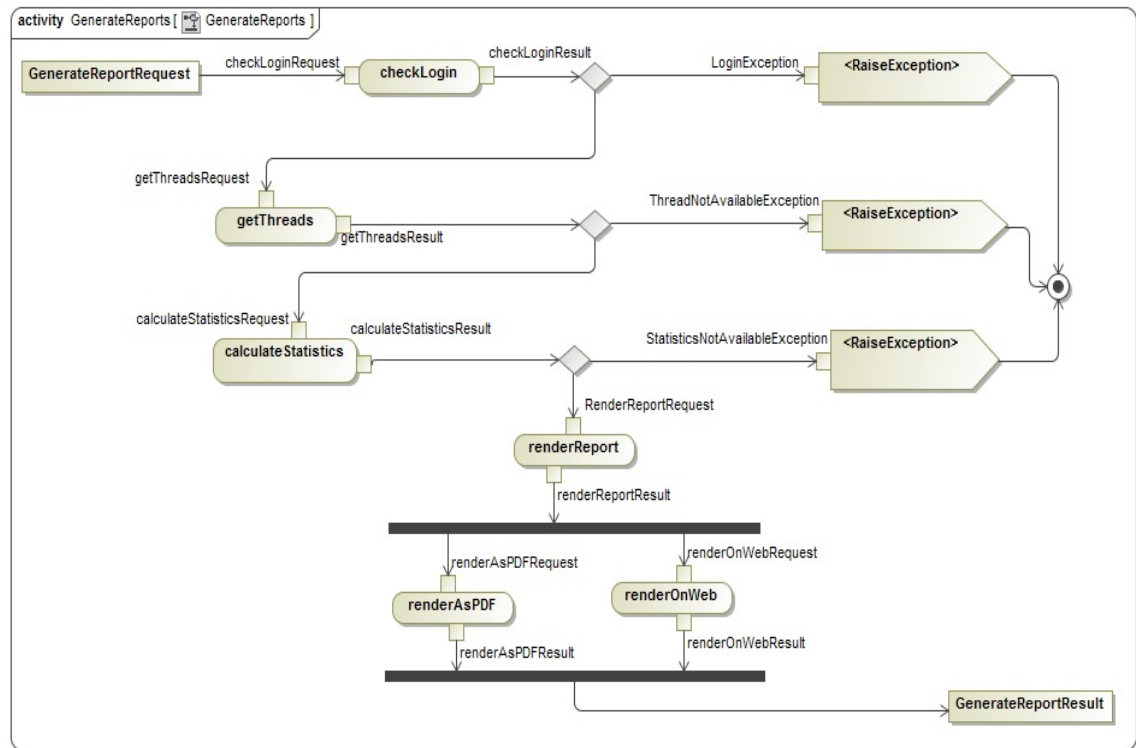 activity GenerateReports [ GenerateReports ]
checkLoginResult
checkLoginRequest
LoginException
<RaiseException>
GenerateReportRequest
checkLogin
getThreadsRequest
ThreadNotAvailableException
<RaiseException>
getThreads
getThreadsResult
calculateStatisticsRequest
calculateStatisticsResult
StatisticsNotAvailableException
<RaiseException>
calculateStatistics
RenderReportRequest
renderReport
renderReportResult
renderAsPDFRequest
renderOnWebRequest
renderAsPDF
renderOnWeb
renderAsPDFResult
renderOnWebResult
GenerateReportResult